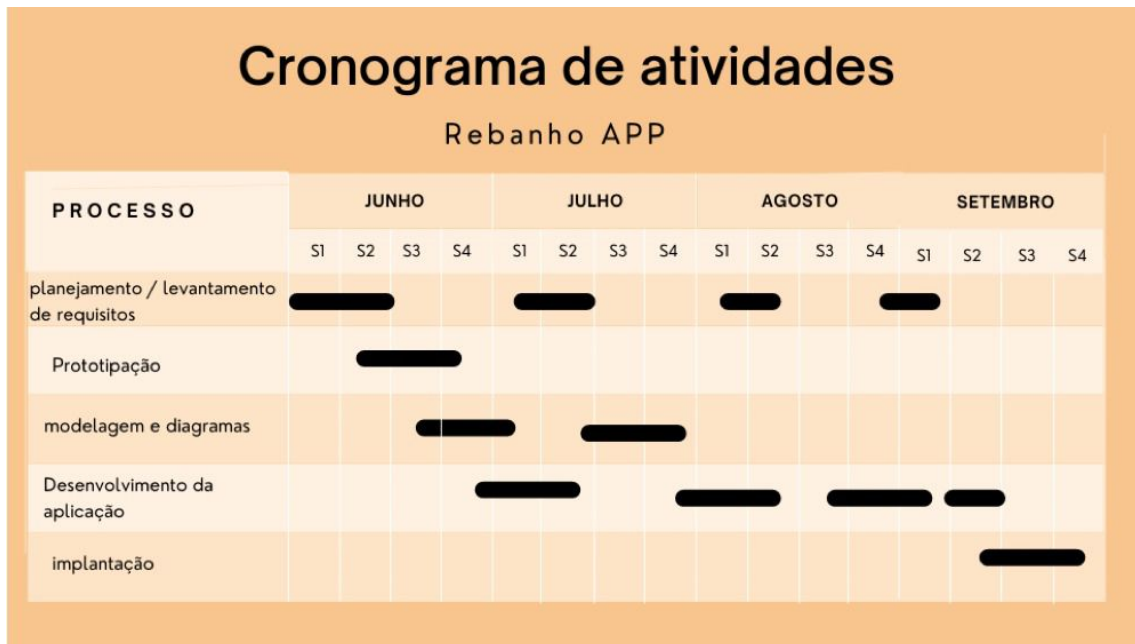 Cronograma de atividades
Rebanho APP
PROCESSO
JUNHO JULHO AGOSTO SETEMBRO
S1 S2 S3 S4 S1 S2 S3 S4 S1 S2 S3 S4 S1 S2 S3 S4
planejamento / levantamento
de requisitos
Prototipação
modelagem e diagramas
Desenvolvimento da
aplicação
implantação